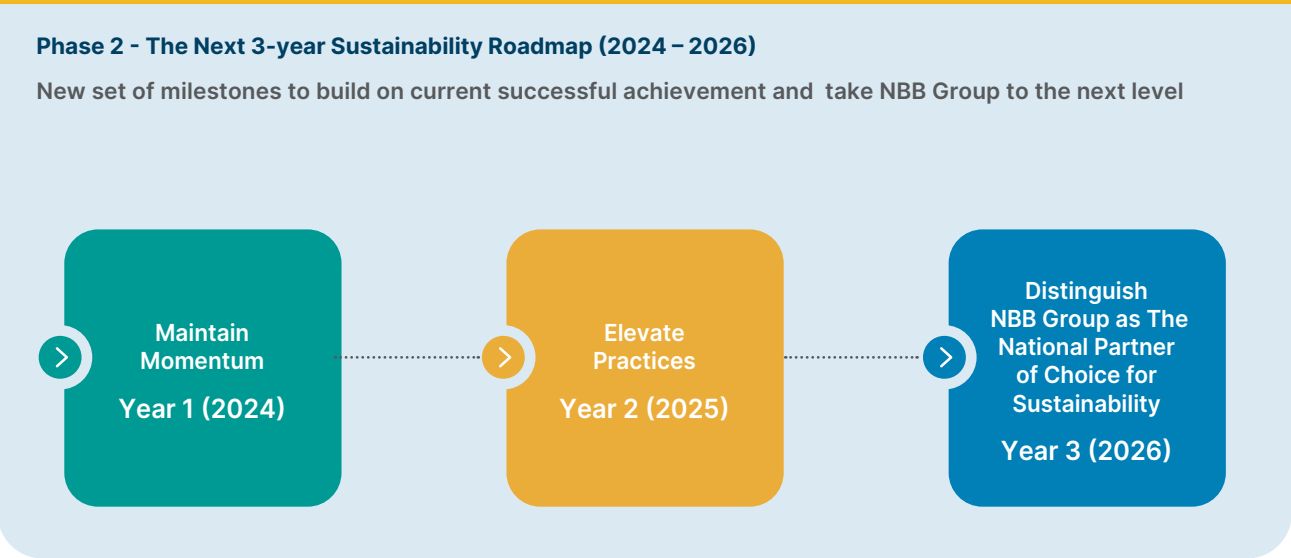 Phase 2 - The Next 3-year Sustainability Roadmap (2024 – 2026)
New set of milestones to build on current successful achievement and  take NBB Group to the next level
Maintain
Momentum
Year 1 (2024)
Elevate
Practices
Year 2 (2025)
Distinguish
NBB Group as The
National Partner
of Choice for
Sustainability
Year 3 (2026)